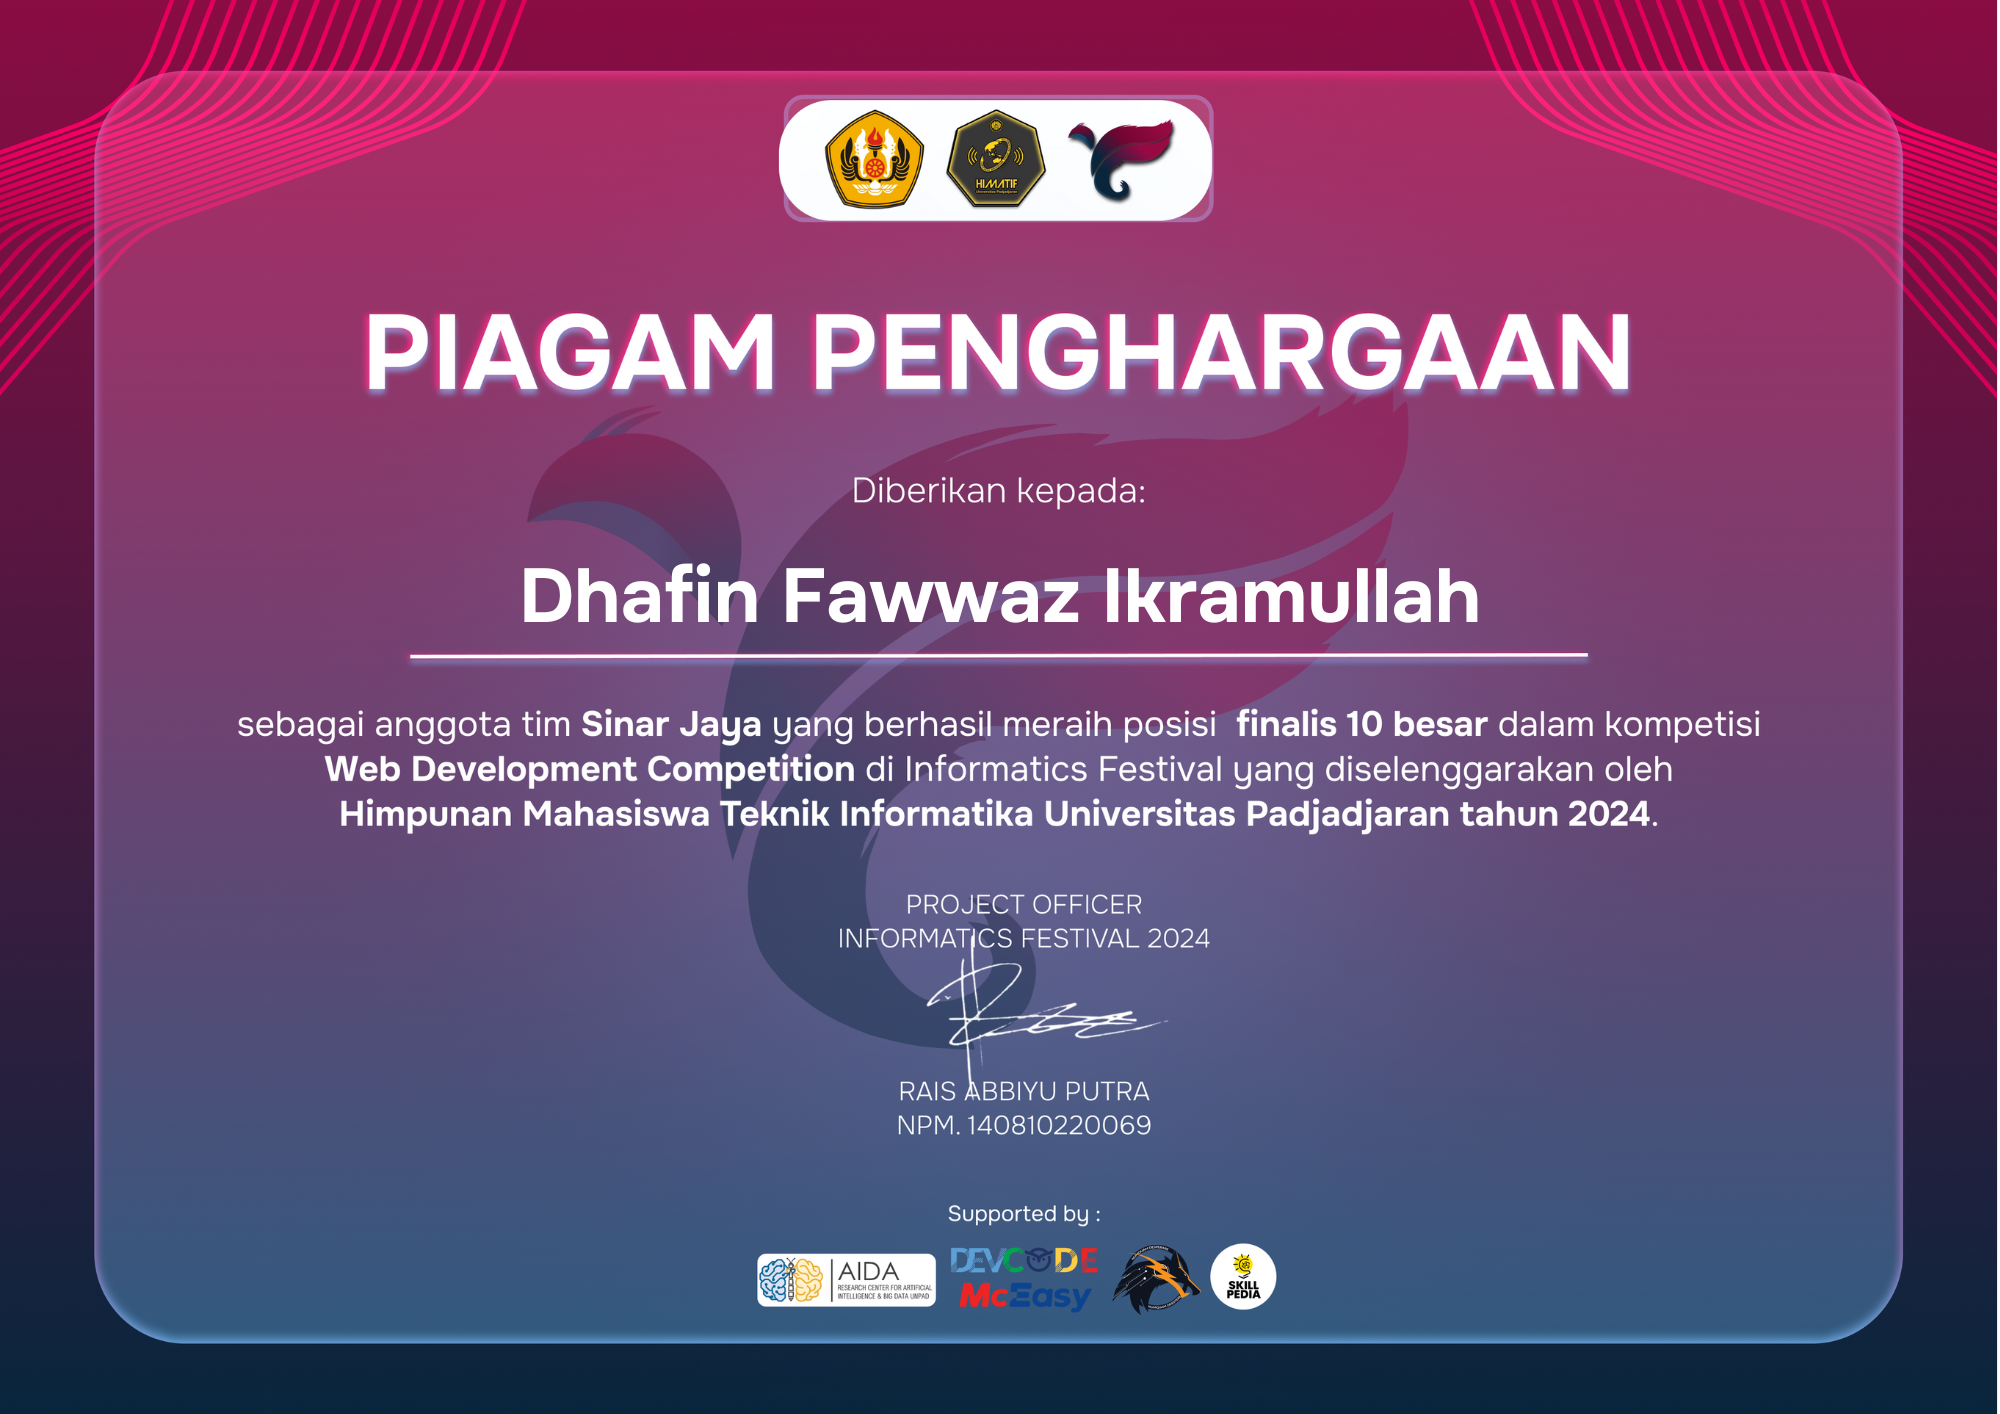 HIMATIF
Universitas Padjadjaran
PIAGAM PENGHARGAAN
Diberikan kepada:
Dhafin Fawwaz Ikramullah
sebagai anggota tim Sinar Jaya yang berhasil meraih posisi finalis 10 besar dalam kompetisi
Web Development Competition di Informatics Festival yang diselenggarakan oleh
Himpunan Mahasiswa Teknik Informatika Universitas Padjadjaran tahun 2024.
PROJECT OFFICER
INFORMATICS FESTIVAL 2024
RAIS ABBIYU PUTRA
NPM. 140810220069
Supported by :
AIDA
RESEARCH CENTER FOR ARTIFICIAL
INTELLIGENCE & BIG DATA UNPAD
DEVCODE
McEasy
SKILL
PEDIA